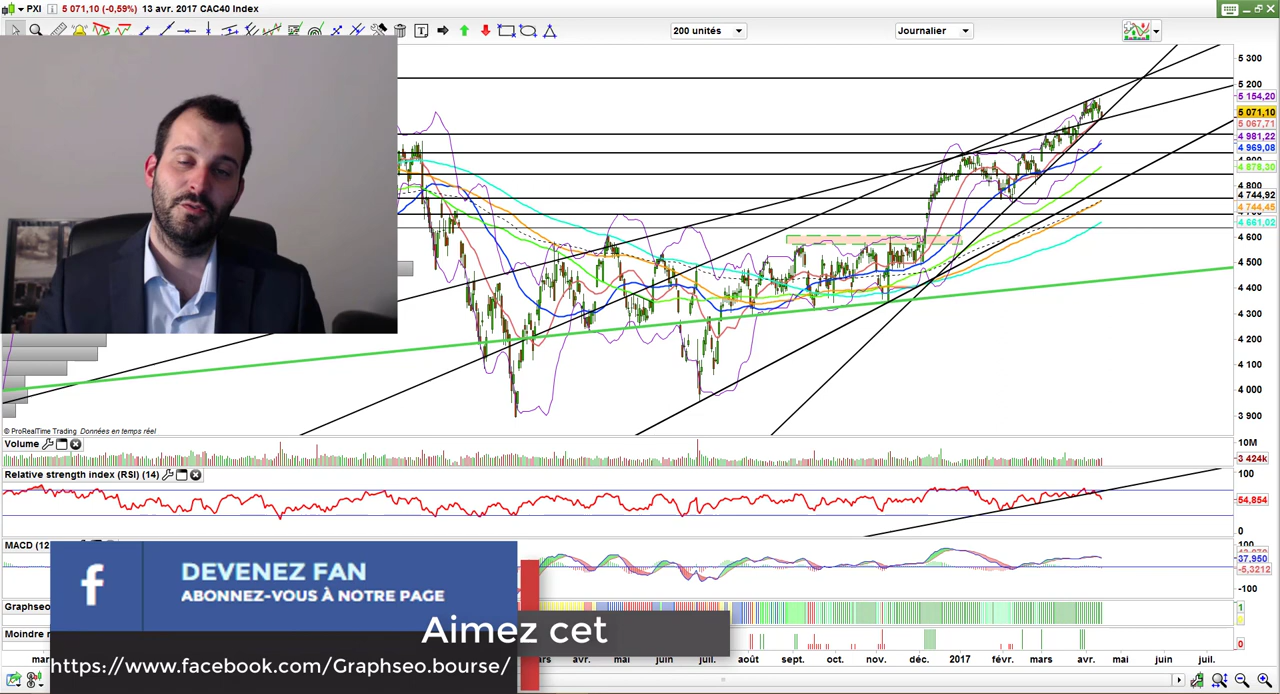 PXI 5 071,10 (-0,59%) 13 avr. 2017 CAC40 Index
T 200 unités Journalier
5 300
5 200
5 154,20
5 071,10
5 067,71
4 981,22
4 969,08
4 878,30
4 800
4 744,92
4 744,45
4 661,02
4 600
4 500
4 400
4 300
4 200
4 100
4 000
3 900
© ProRealTime Trading Données en temps réel
Volume
10M
3 424k
Relative strength index (RSI) (14)
100
54,854
0
MACD (12
100
37,950
-5,3212
-100
DEVENEZ FAN
ABONNEZ-VOUS À NOTRE PAGE
Graphseo
1
Aimez cet
Moindre
0
https://www.facebook.com/Graphseo.bourse/
avr. mai juin juil. août sept. oct. nov. déc. 2017 févr. mars avr. mai juin juil.